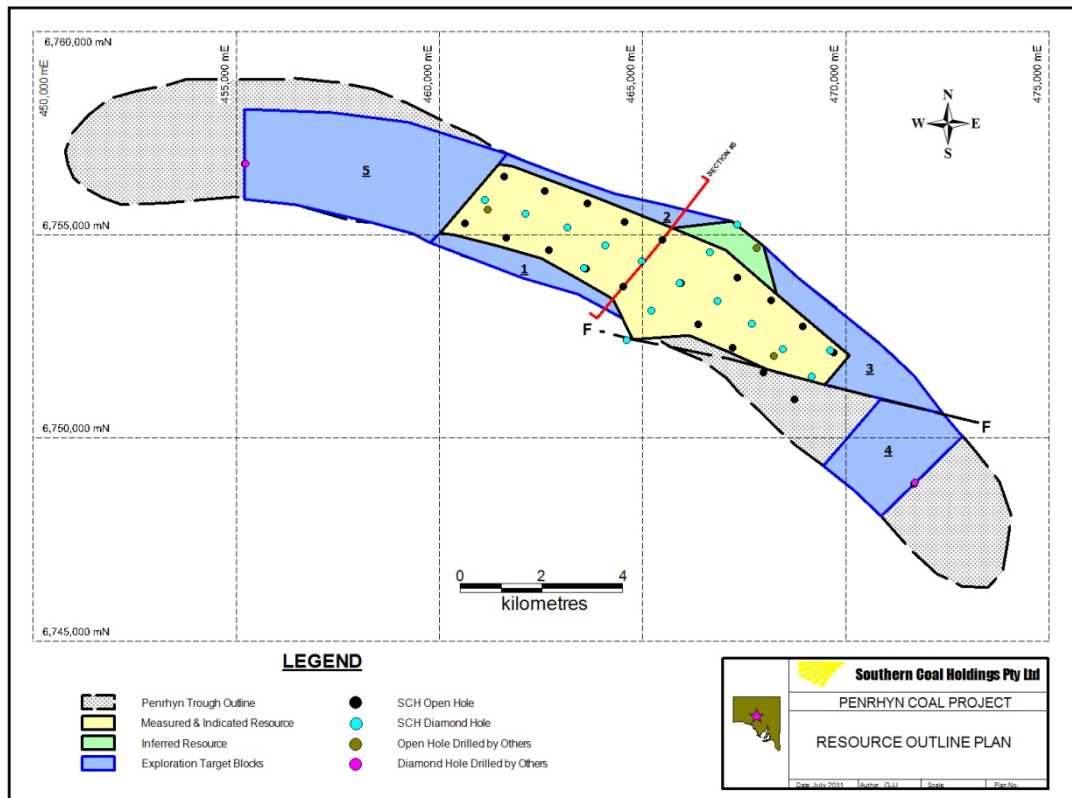 6,760,000 mN
450,000 mE
455,000 mE
460,000 mE
465,000 mE
470,000 mE
475,000 mE
N
W E
S
SECTION #5
5
2
6,755,000 mN
1
F
3
F
6,750,000 mN
4
0 2 4
kilometres
6,745,000 mN
LEGEND
Penrhyn Trough Outline
Measured & Indicated Resource
Inferred Resource
Exploration Target Blocks
SCH Open Hole
SCH Diamond Hole
Open Hole Drilled by Others
Diamond Hole Drilled by Others
Southern Coal Holdings Pty Ltd
PENRHYN COAL PROJECT
RESOURCE OUTLINE PLAN
Date: July 2011 Author: G.J.J. Scale: Plan No.: